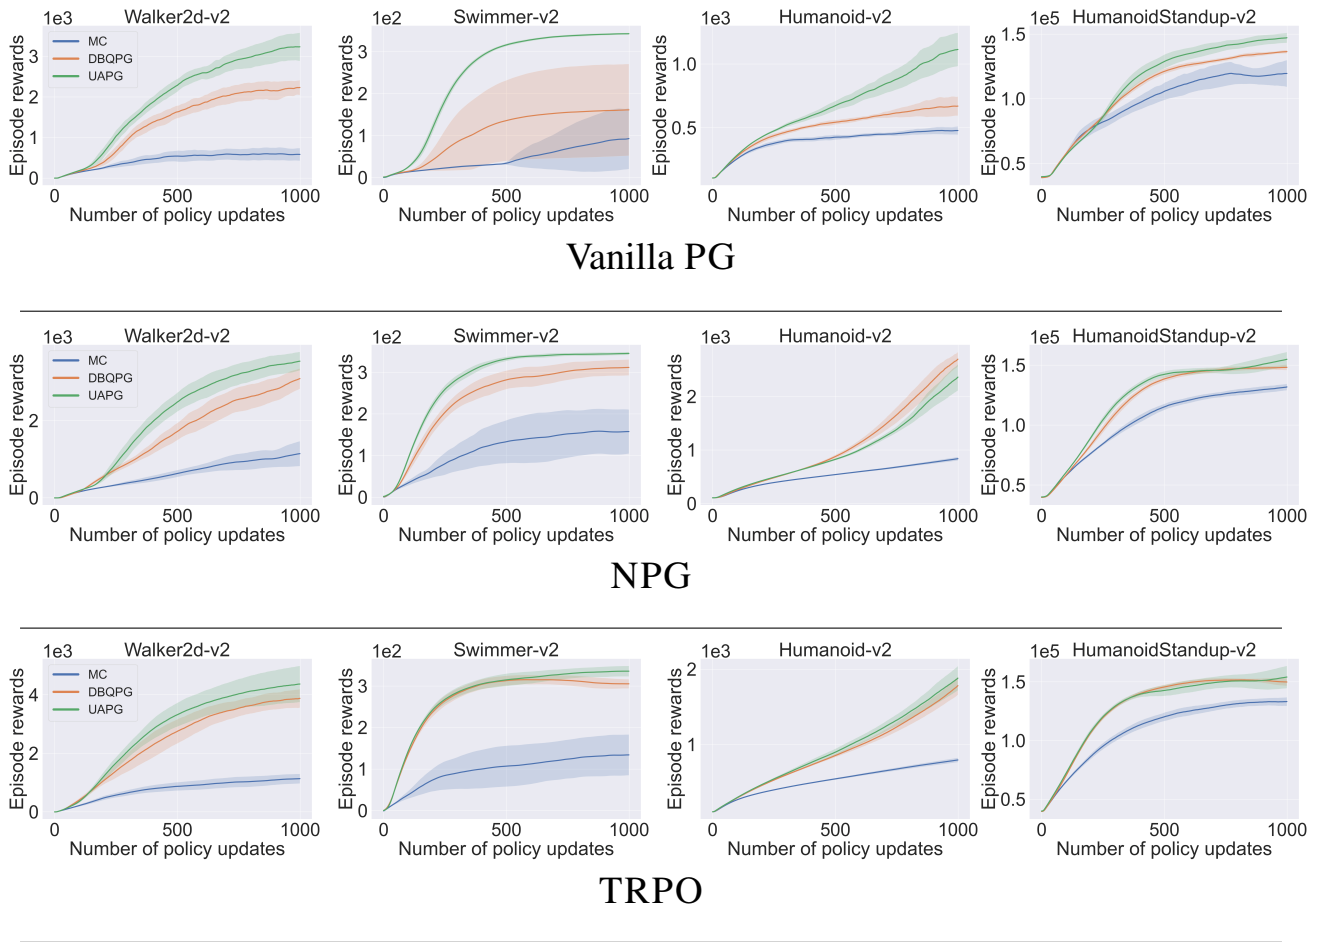 1e3 Walker2d-v2
Episode rewards
3
2
1
0
MC
DBQPG
UAPG
0 500 1000
Number of policy updates
1e2 Swimmer-v2
Episode rewards
3
2
1
0
0 500 1000
Number of policy updates
1e3 Humanoid-v2
Episode rewards
1.0
0.5
0 500 1000
Number of policy updates
1e5 HumanoidStandup-v2
Episode rewards
1.5
1.0
0.5
0 500 1000
Number of policy updates
Vanilla PG
1e3 Walker2d-v2
Episode rewards
2
0
MC
DBQPG
UAPG
0 500 1000
Number of policy updates
1e2 Swimmer-v2
Episode rewards
3
2
1
0
0 500 1000
Number of policy updates
1e3 Humanoid-v2
Episode rewards
2
1
0
0 500 1000
Number of policy updates
1e5 HumanoidStandup-v2
Episode rewards
1.5
1.0
0.5
0 500 1000
Number of policy updates
NPG
1e3 Walker2d-v2
Episode rewards
4
2
0
MC
DBQPG
UAPG
0 500 1000
Number of policy updates
1e2 Swimmer-v2
Episode rewards
3
2
1
0
0 500 1000
Number of policy updates
1e3 Humanoid-v2
Episode rewards
2
1
0 500 1000
Number of policy updates
1e5 HumanoidStandup-v2
Episode rewards
1.5
1.0
0.5
0 500 1000
Number of policy updates
TRPO